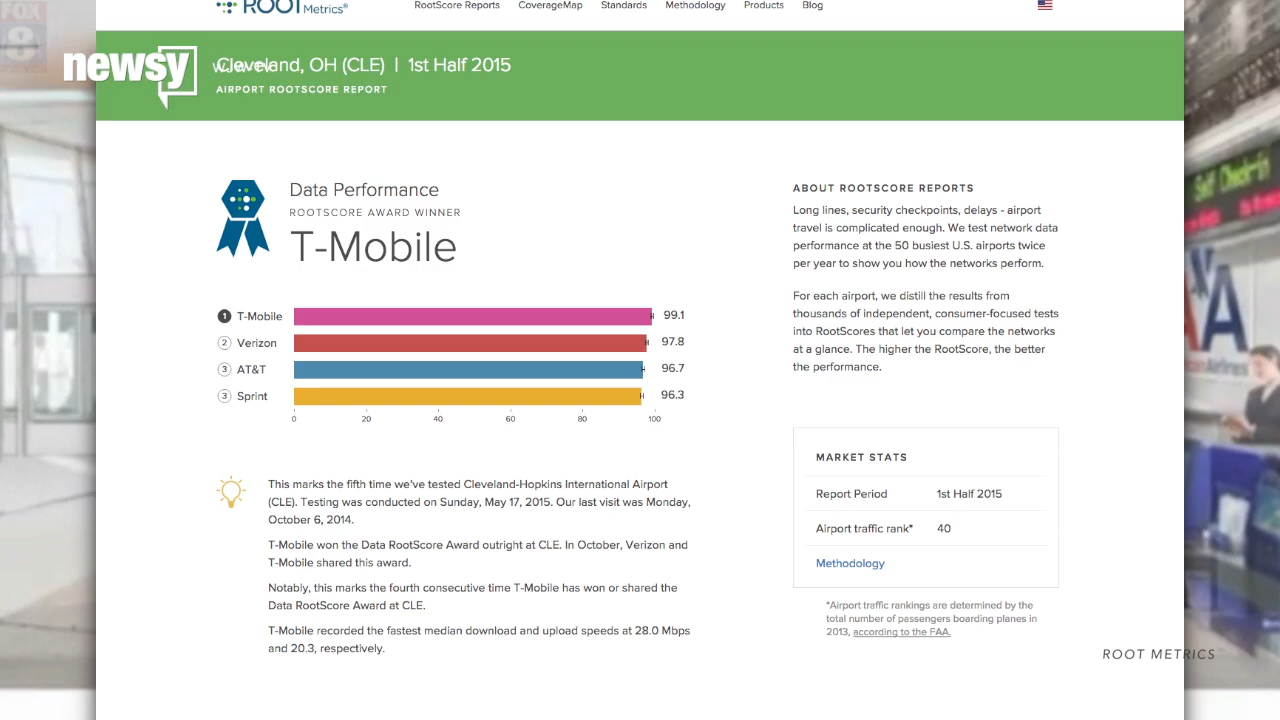 ROOT Metrics®
RootScore Reports CoverageMap Standards Methodology Products Blog
FOX
8
newsy
WJW-TV
Cleveland, OH (CLE) | 1st Half 2015
AIRPORT ROOTSCORE REPORT
Data Performance
ROOTSCORE AWARD WINNER
T-Mobile
1 T-Mobile 99.1
2 Verizon 97.8
3 AT&T 96.7
3 Sprint 96.3
0 20 40 60 80 100
This marks the fifth time we've tested Cleveland-Hopkins International Airport
(CLE). Testing was conducted on Sunday, May 17, 2015. Our last visit was Monday,
October 6, 2014.
T-Mobile won the Data RootScore Award outright at CLE. In October, Verizon and
T-Mobile shared this award.
Notably, this marks the fourth consecutive time T-Mobile has won or shared the
Data RootScore Award at CLE.
T-Mobile recorded the fastest median download and upload speeds at 28.0 Mbps
and 20.3, respectively.
ABOUT ROOTSCORE REPORTS
Long lines, security checkpoints, delays - airport
travel is complicated enough. We test network data
performance at the 50 busiest U.S. airports twice
per year to show you how the networks perform.
For each airport, we distill the results from
thousands of independent, consumer-focused tests
into RootScores that let you compare the networks
at a glance. The higher the RootScore, the better
the performance.
MARKET STATS
Report Period 1st Half 2015
Airport traffic rank* 40
Methodology
*Airport traffic rankings are determined by the
total number of passengers boarding planes in
2013, according to the FAA.
Self Check-In
AA
ROOT METRICS